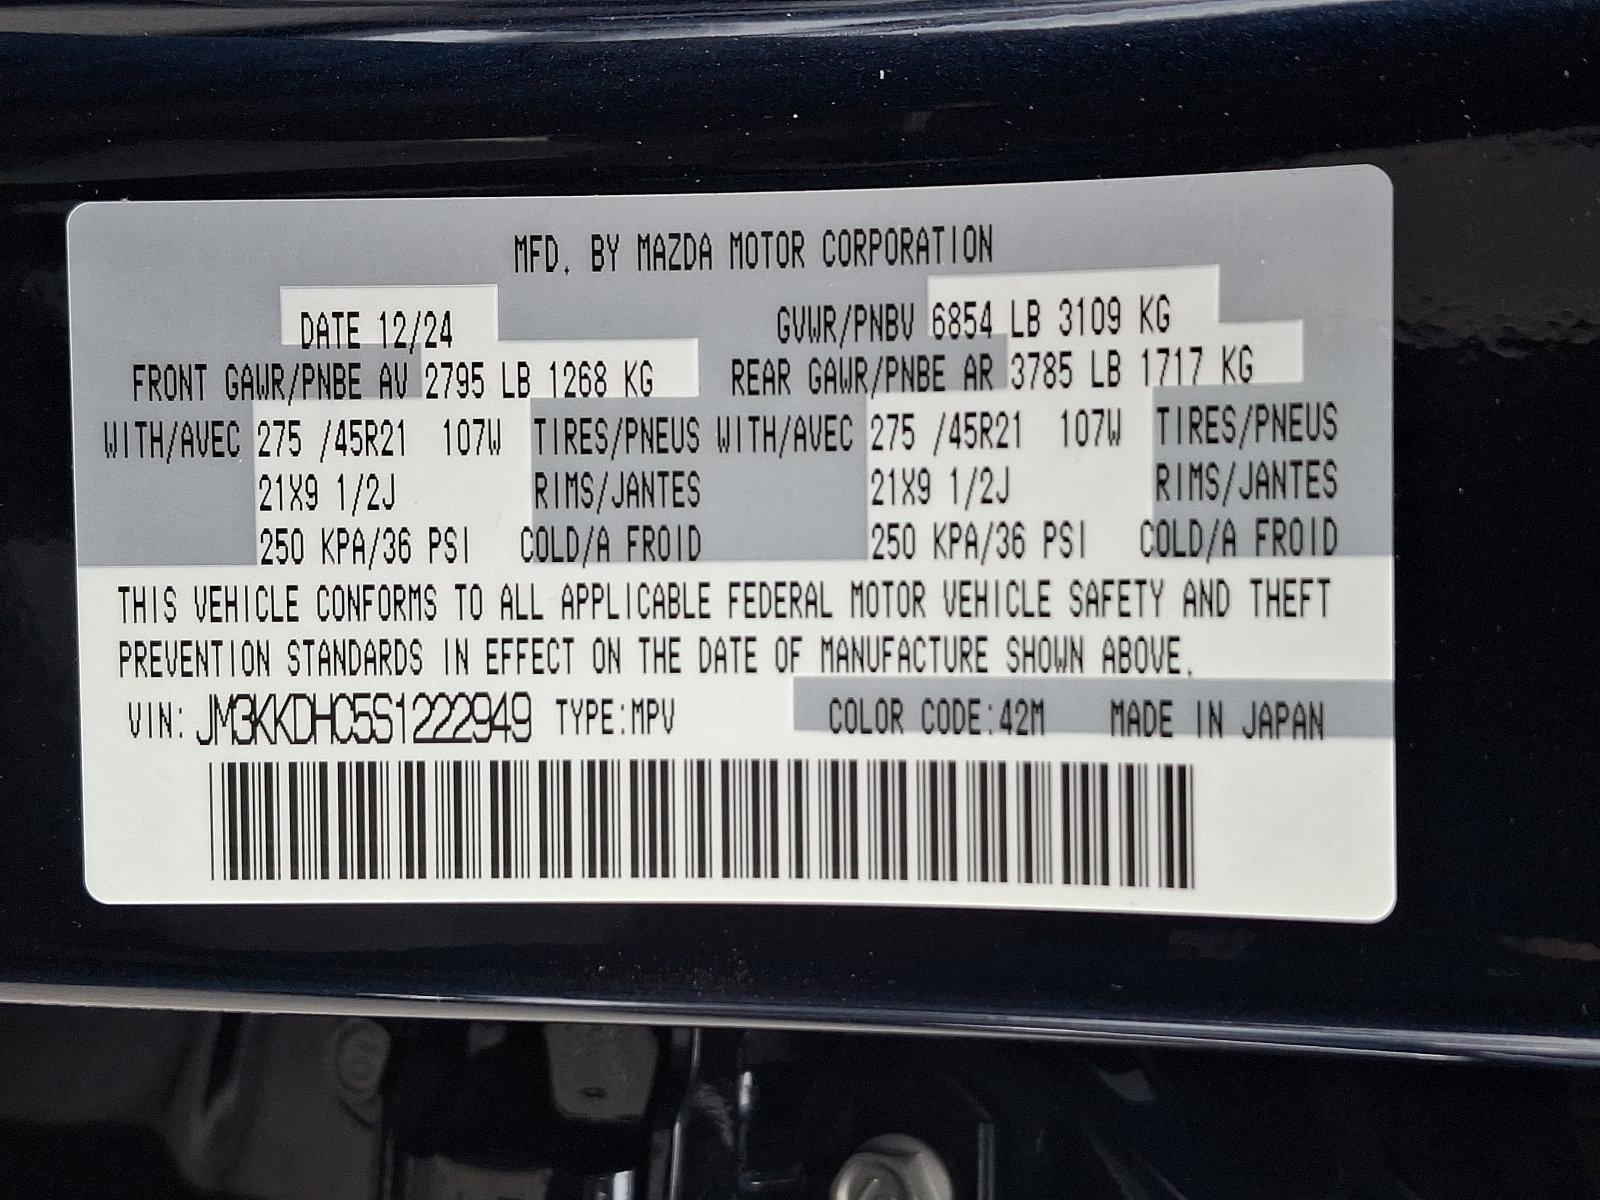 MFD. BY MAZDA MOTOR CORPORATION
DATE 12/24 GVWR/PNBV 6854 LB 3109 KG
FRONT GAWR/PNBE AV 2795 LB 1268 KG REAR GAWR/PNBE AR 3785 LB 1717 KG
WITH/AVEC 275 /45R21 107W TIRES/PNEUS WITH/AVEC 275 /45R21 107W TIRES/PNEUS
21X9 1/2J RIMS/JANTES 21X9 1/2J RIMS/JANTES
250 KPA/36 PSI COLD/A FROID 250 KPA/36 PSI COLD/A FROID
THIS VEHICLE CONFORMS TO ALL APPLICABLE FEDERAL MOTOR VEHICLE SAFETY AND THEFT
PREVENTION STANDARDS IN EFFECT ON THE DATE OF MANUFACTURE SHOWN ABOVE.
VIN: JM3KKDHC5S1222949 TYPE:MPV COLOR CODE:42M MADE IN JAPAN